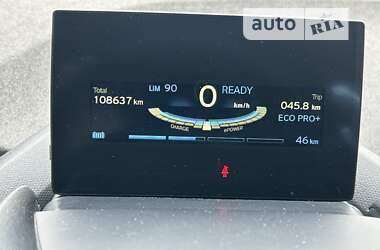 auto RIA
Total LIM 90 READY Trip
108637 km 0 km/h 045.8 km
ECO PRO+
CHARGE ePOWER
46 km